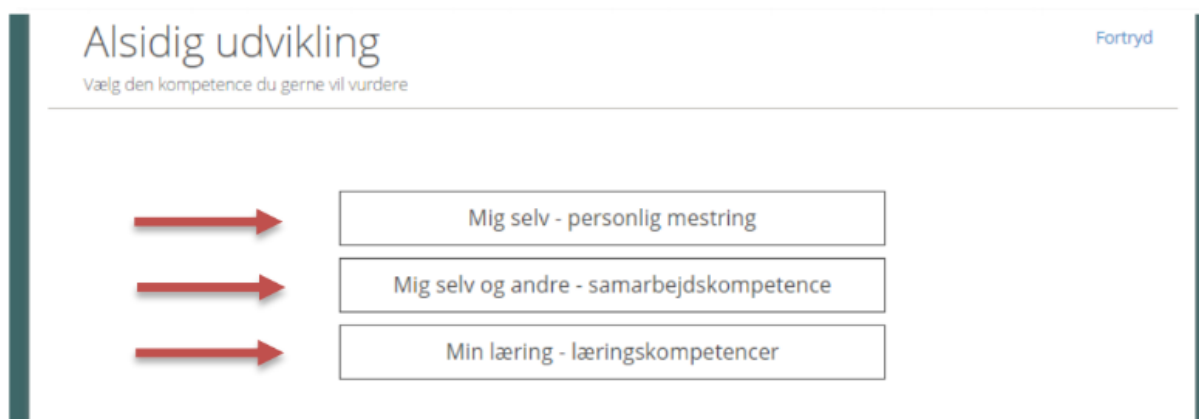 Alsidig udvikling
Fortryd
Vælg den kompetence du gerne vil vurdere
Mig selv - personlig mestring
Mig selv og andre - samarbejdskompetence
Min læring - læringskompetencer